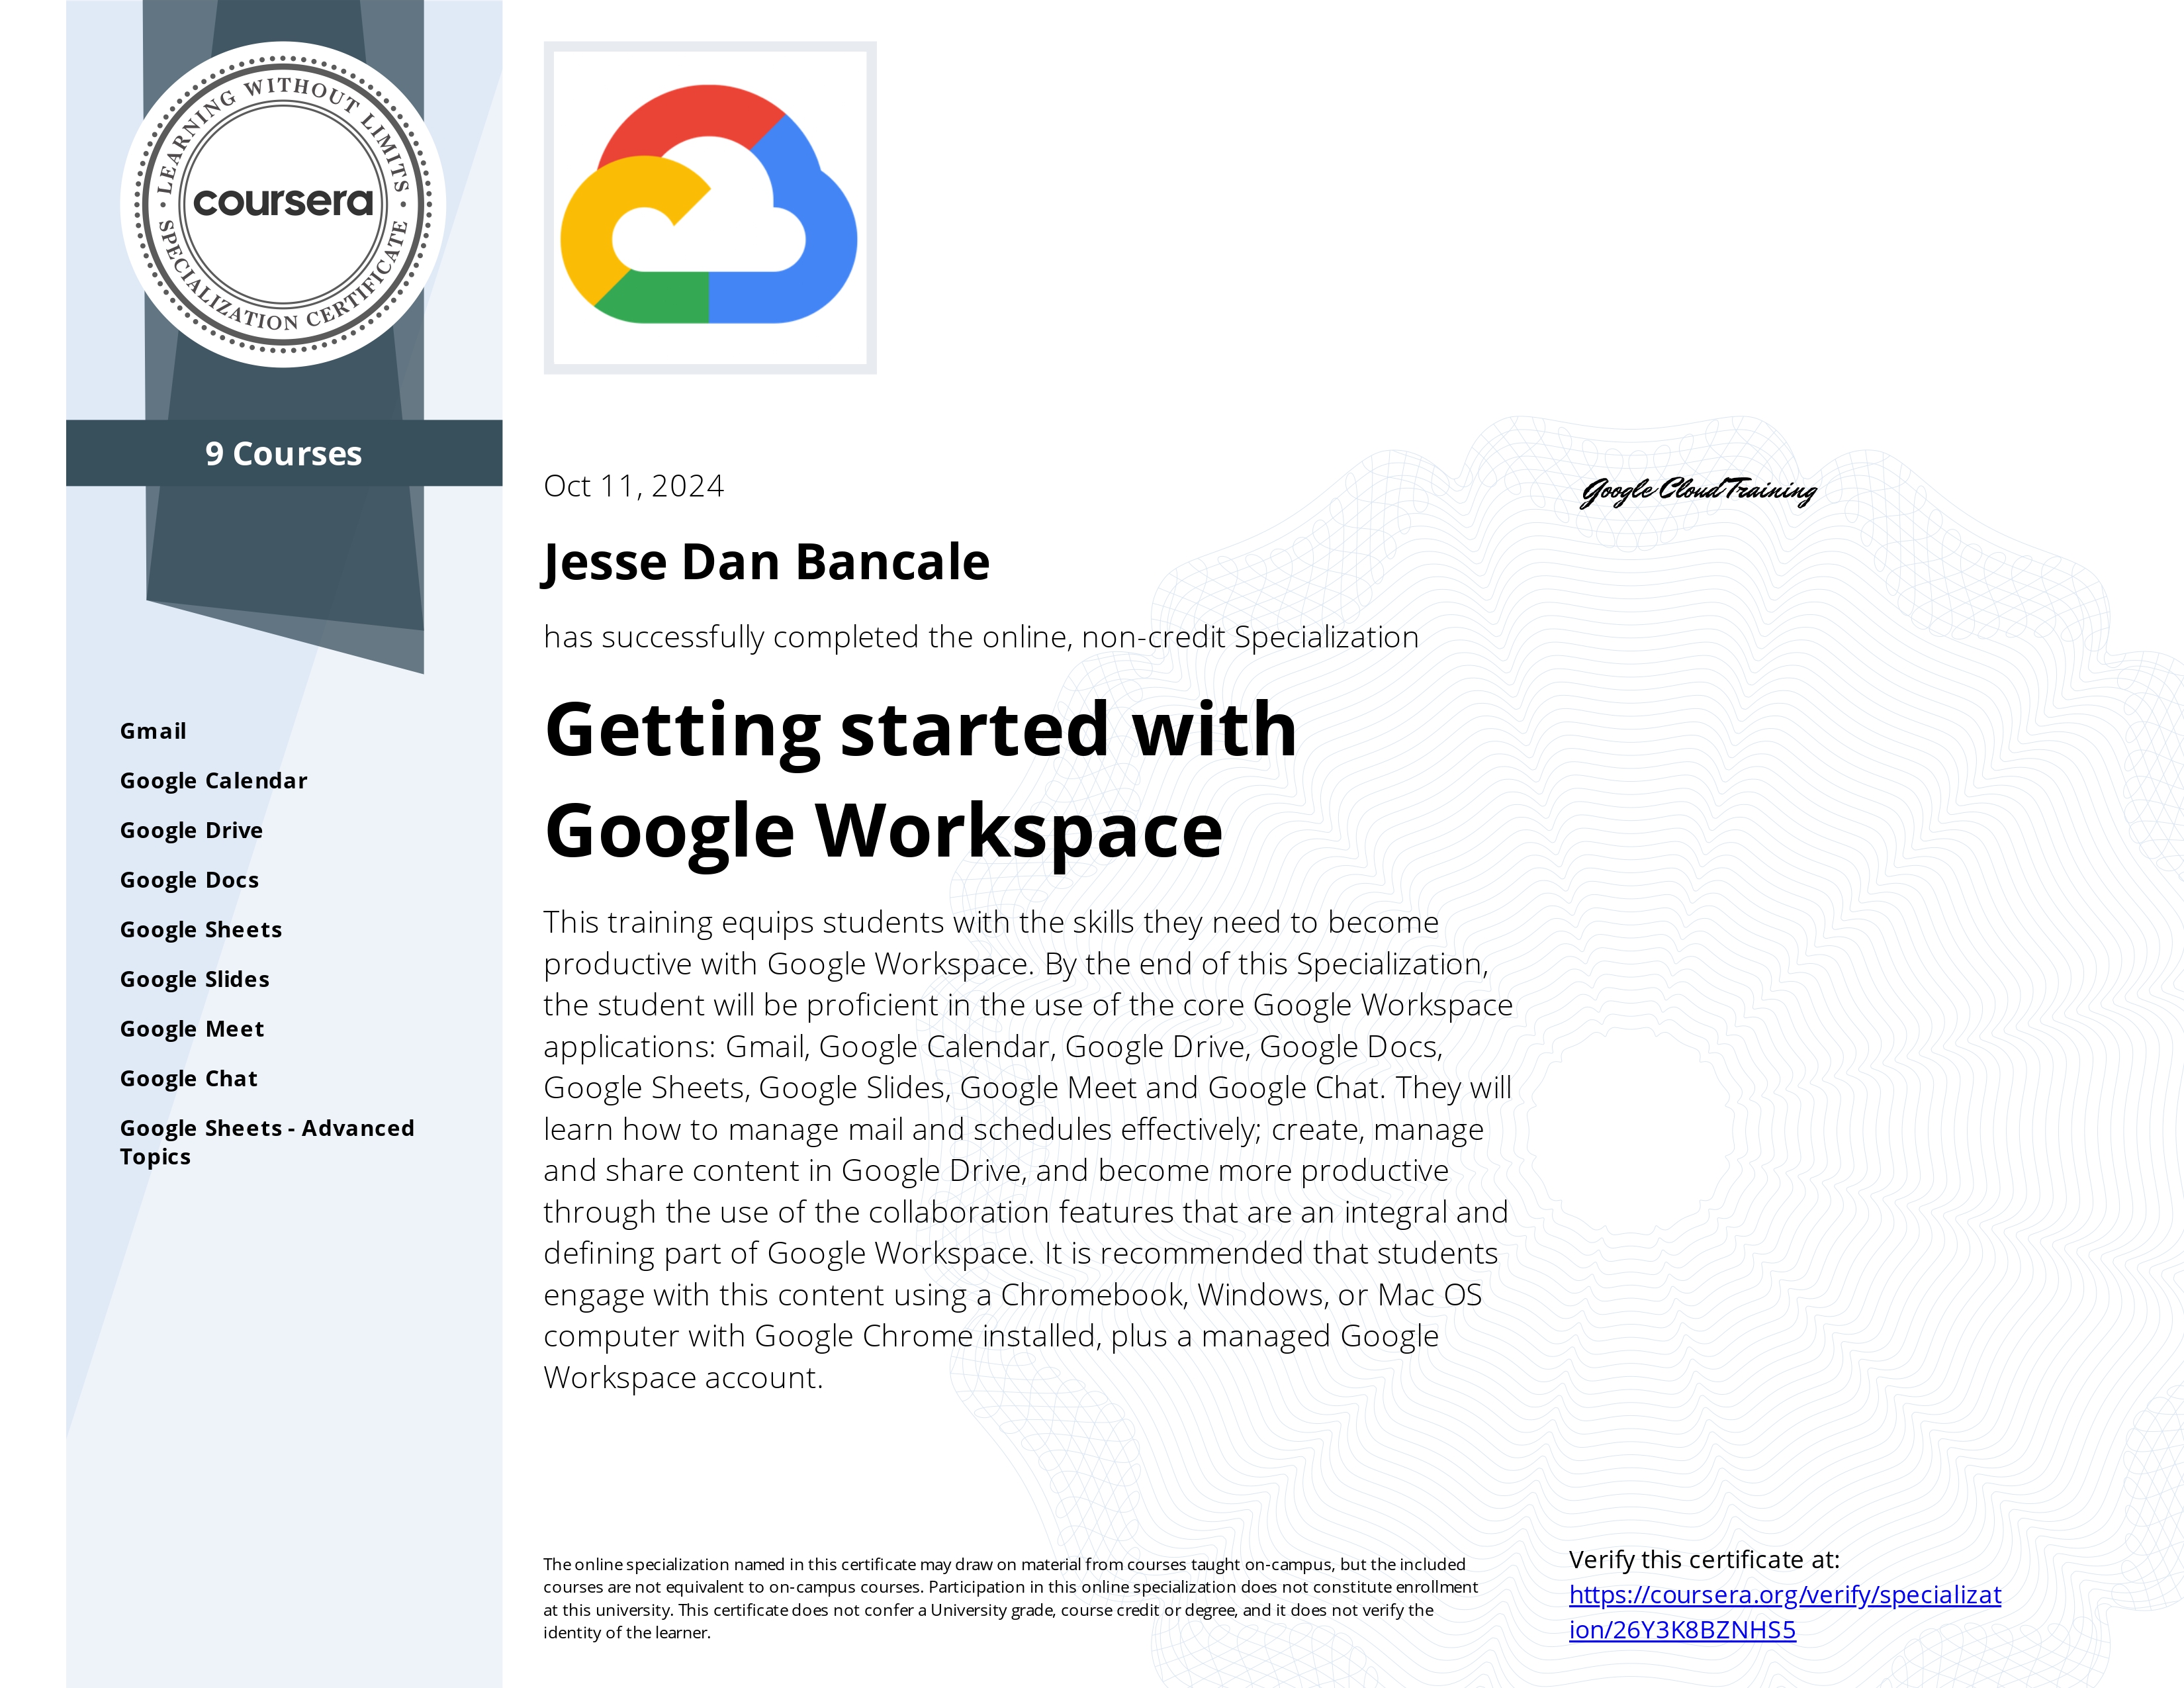 LEARNING WITHOUT LIMITS
coursera
SPECIALIZATION CERTIFICATE
9 Courses
Gmail
Google Calendar
Google Drive
Google Docs
Google Sheets
Google Slides
Google Meet
Google Chat
Google Sheets - Advanced
Topics
Oct 11, 2024
Google Cloud Training
Jesse Dan Bancale
has successfully completed the online, non-credit Specialization
Getting started with
Google Workspace
This training equips students with the skills they need to become
productive with Google Workspace. By the end of this Specialization,
the student will be proficient in the use of the core Google Workspace
applications: Gmail, Google Calendar, Google Drive, Google Docs,
Google Sheets, Google Slides, Google Meet and Google Chat. They will
learn how to manage mail and schedules effectively; create, manage
and share content in Google Drive, and become more productive
through the use of the collaboration features that are an integral and
defining part of Google Workspace. It is recommended that students
engage with this content using a Chromebook, Windows, or Mac OS
computer with Google Chrome installed, plus a managed Google
Workspace account.
The online specialization named in this certificate may draw on material from courses taught on-campus, but the included
courses are not equivalent to on-campus courses. Participation in this online specialization does not constitute enrollment
at this university. This certificate does not confer a University grade, course credit or degree, and it does not verify the
identity of the learner.
Verify this certificate at:
https://coursera.org/verify/specializat
ion/26Y3K8BZNHS5